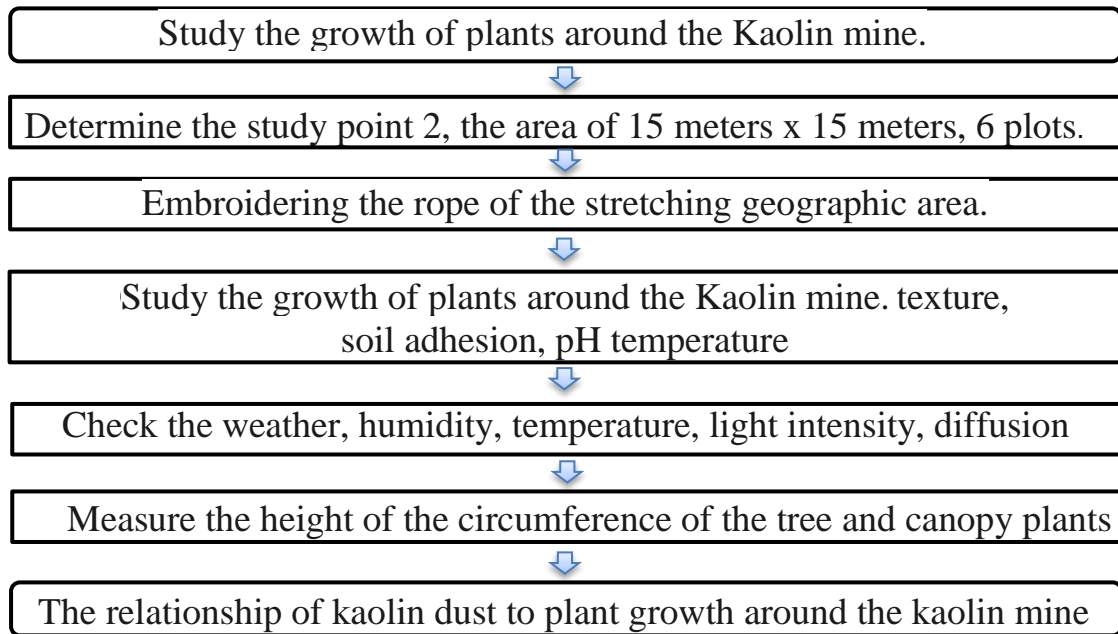 Study the growth of plants around the Kaolin mine.
Determine the study point 2, the area of 15 meters x 15 meters, 6 plots.
Embroidering the rope of the stretching geographic area.
Study the growth of plants around the Kaolin mine. texture,
soil adhesion, pH temperature
Check the weather, humidity, temperature, light intensity, diffusion
Measure the height of the circumference of the tree and canopy plants
The relationship of kaolin dust to plant growth around the kaolin mine